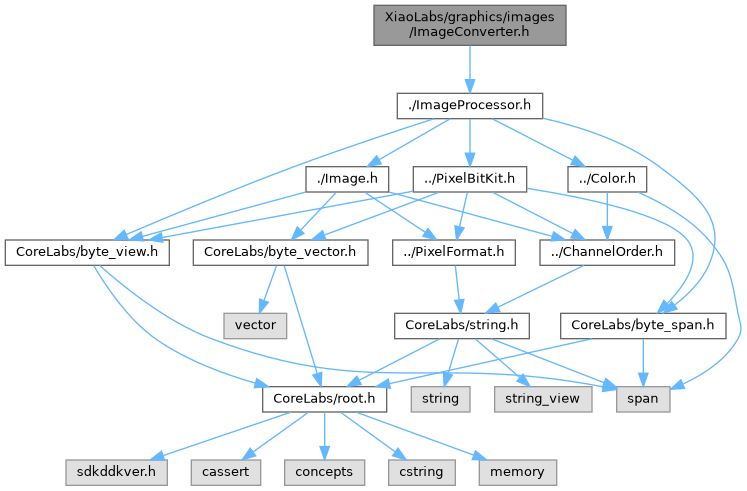 XiaoLabs/graphics/images
/ImageConverter.h
./ImageProcessor.h
./Image.h
../PixelBitKit.h
../Color.h
CoreLabs/byte_view.h
CoreLabs/byte_vector.h
../PixelFormat.h
../ChannelOrder.h
vector
CoreLabs/string.h
CoreLabs/byte_span.h
CoreLabs/root.h
string
string_view
span
sdkddkver.h
cassert
concepts
cstring
memory